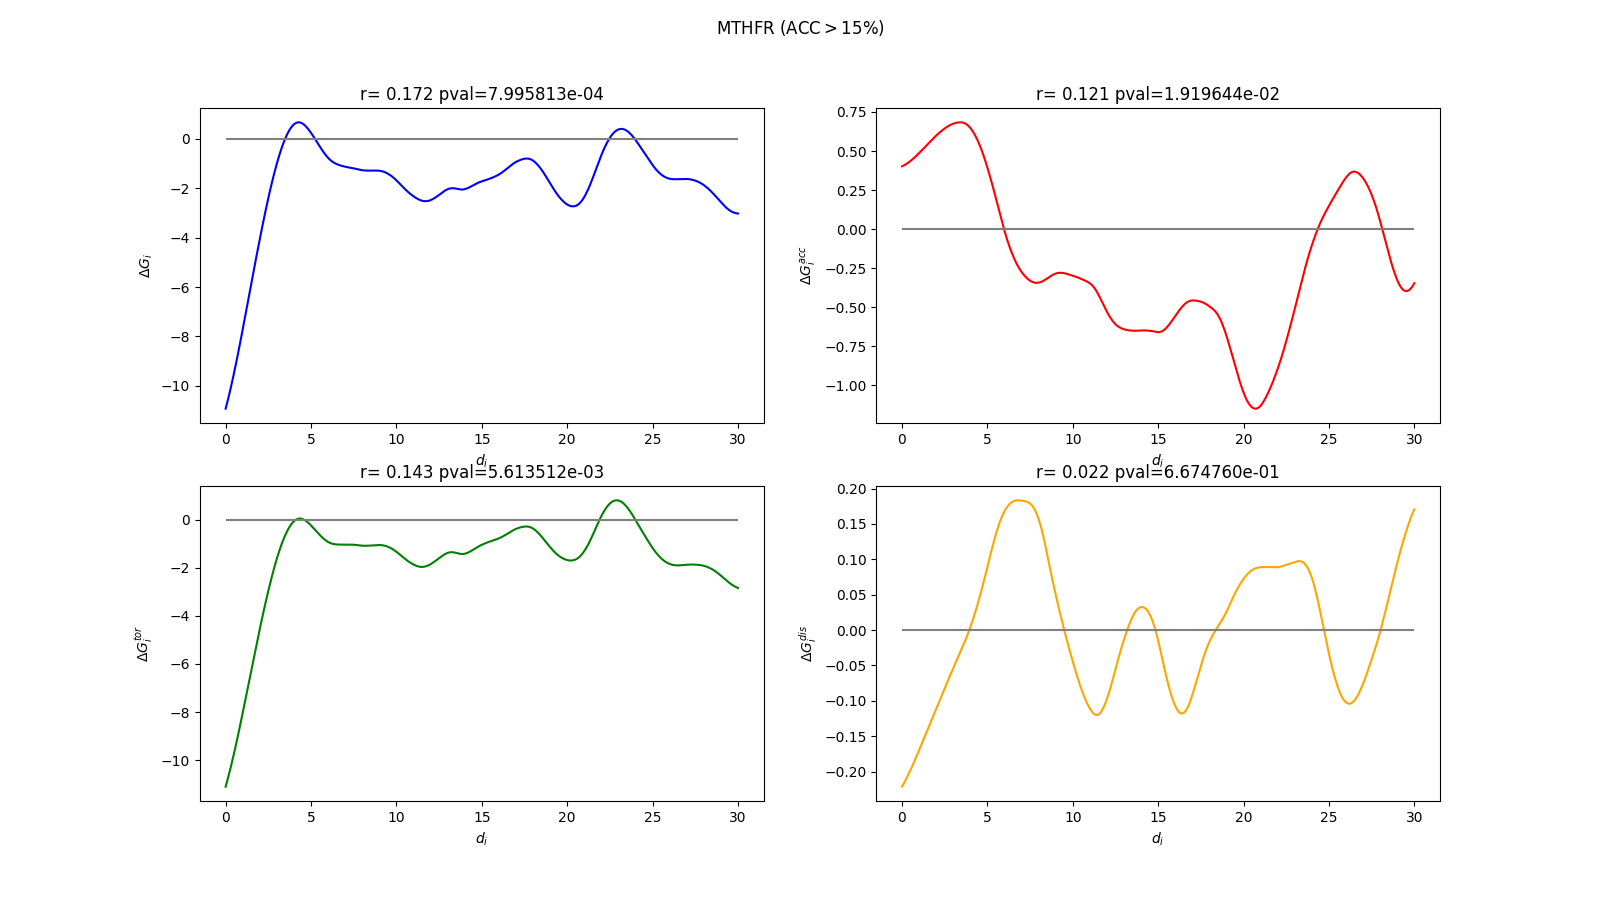 MTHFR (ACC > 15%)
r= 0.172 pval=7.995813e-04
0
−2
−4
−6
−8
−10
ΔG_i
0 5 10 15 20 25 30
d_i
r= 0.121 pval=1.919644e-02
0.75
0.50
0.25
0.00
−0.25
−0.50
−0.75
−1.00
ΔG_i^acc
0 5 10 15 20 25 30
d_i
r= 0.143 pval=5.613512e-03
0
−2
−4
−6
−8
−10
ΔG_i^tor
0 5 10 15 20 25 30
d_i
r= 0.022 pval=6.674760e-01
0.20
0.15
0.10
0.05
0.00
−0.05
−0.10
−0.15
−0.20
ΔG_i^dis
0 5 10 15 20 25 30
d_i